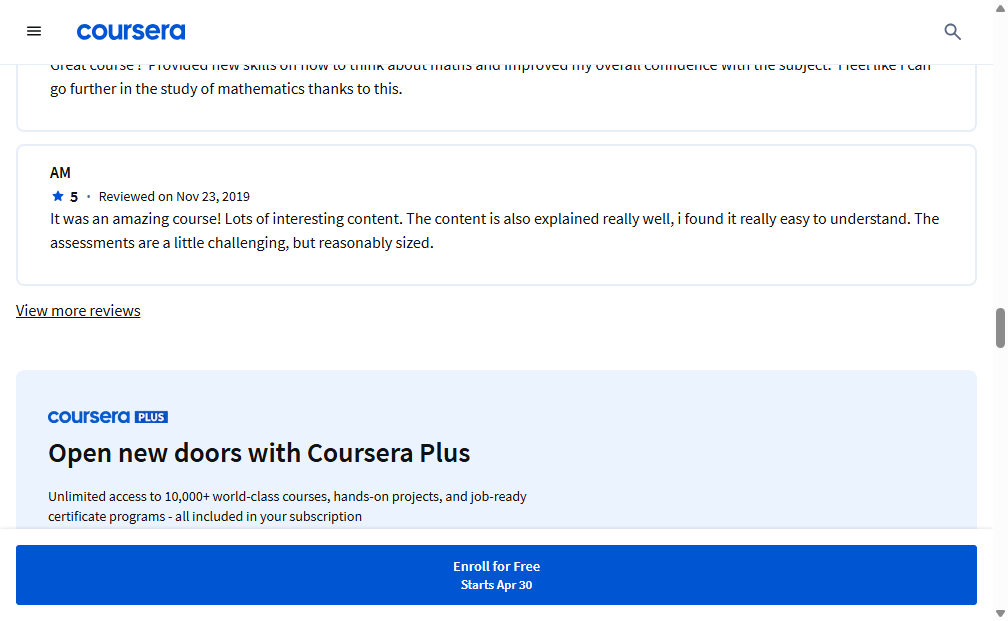 coursera
Great course! Provided new skills on how to think about maths and improved my overall confidence with the subject. I feel like I can
go further in the study of mathematics thanks to this.
AM
5 · Reviewed on Nov 23, 2019
It was an amazing course! Lots of interesting content. The content is also explained really well, i found it really easy to understand. The
assessments are a little challenging, but reasonably sized.
View more reviews
coursera PLUS
Open new doors with Coursera Plus
Unlimited access to 10,000+ world-class courses, hands-on projects, and job-ready
certificate programs - all included in your subscription
Enroll for Free
Starts Apr 30